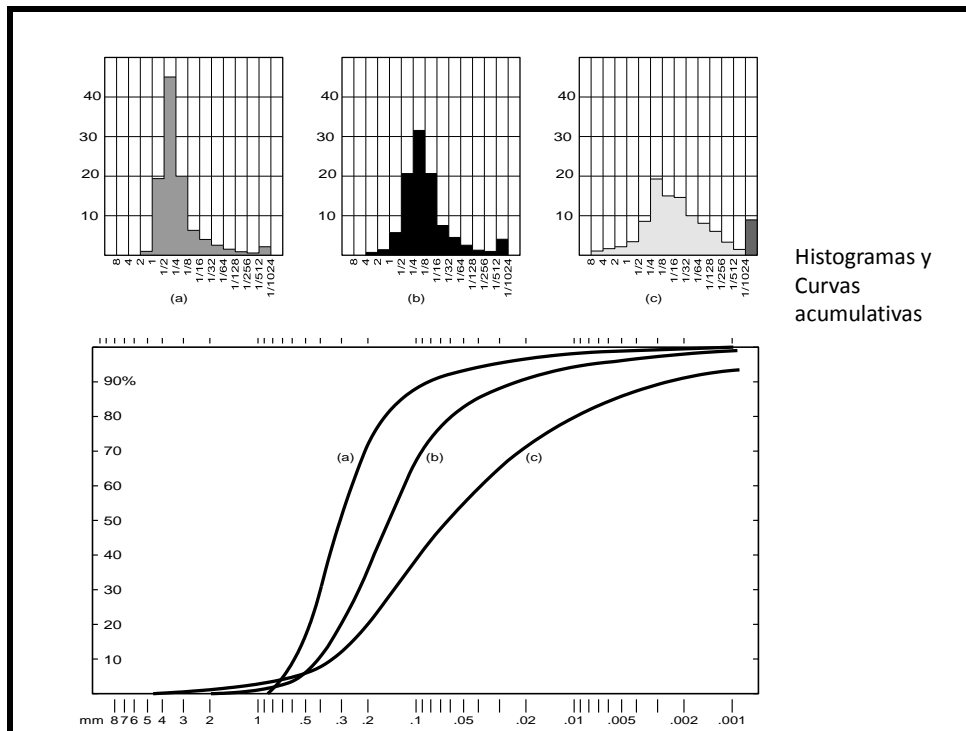 40
30
20
10
8 4 2 1 1/2 1/4 1/8 1/16 1/32 1/64 1/128 1/256 1/512 1/1024
(a)
40
30
20
10
8 4 2 1 1/2 1/4 1/8 1/16 1/32 1/64 1/128 1/256 1/512 1/1024
(b)
40
30
20
10
8 4 2 1 1/2 1/4 1/8 1/16 1/32 1/64 1/128 1/256 1/512 1/1024
(c)
Histogramas y
Curvas
acumulativas
90%
80
70
60
50
40
30
20
10
(a) (b) (c)
mm 8 7 6 5 4 3 2 1 .5 .3 .2 .1 .05 .02 .01 .005 .002 .001